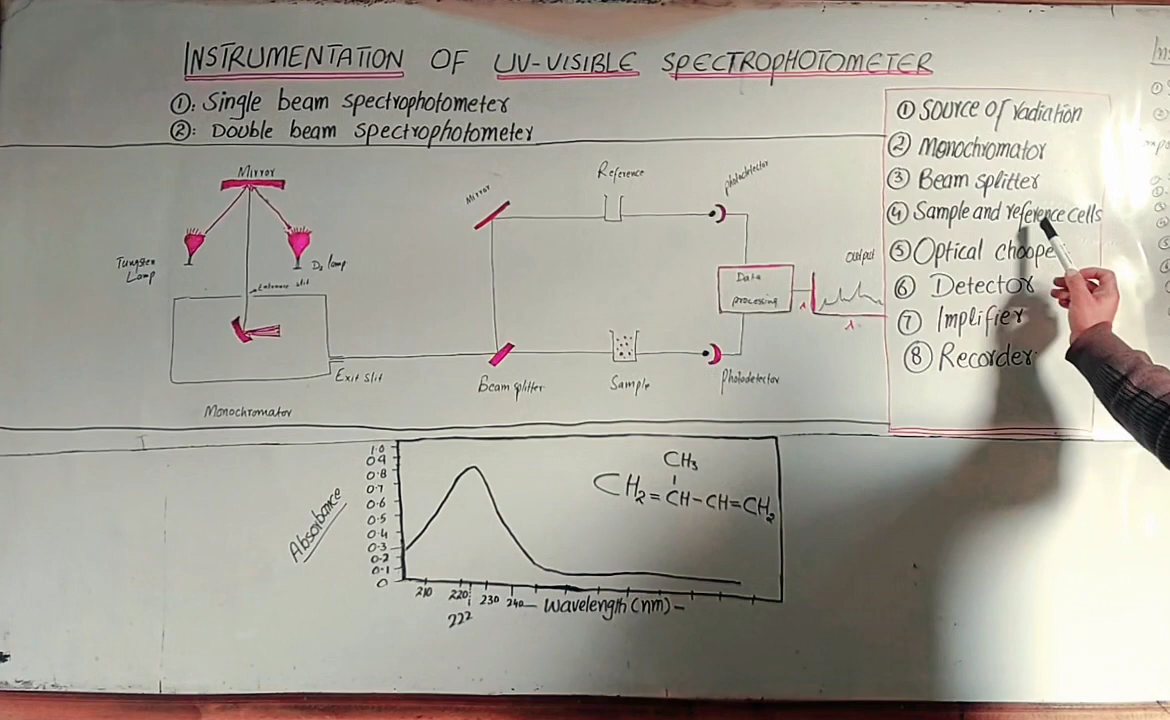 INSTRUMENTATION OF UV-VISIBLE SPECTROPHOTOMETER
①: Single beam spectrophotometer
②: Double beam spectrophotometer
① Source of radiation
② Monochromator
③ Beam splitter
④ Sample and reference cells
⑤ Optical choope
⑥ Detector
⑦ Implifier
⑧ Recorder
Mirror
Tungsten Lamp
D2 lamp
Entrance slit
Exit slit
Monochromator
Mirror
Reference
Beam splitter
Sample
Photodetector
Data
processing
output
λ
λ
Absorbance
1.0
0.9
0.8
0.7
0.6
0.5
0.4
0.3
0.2
0.1
0
CH3
CH2=CH-CH=CH2
210 220 230 240 — Wavelength (nm) —
222